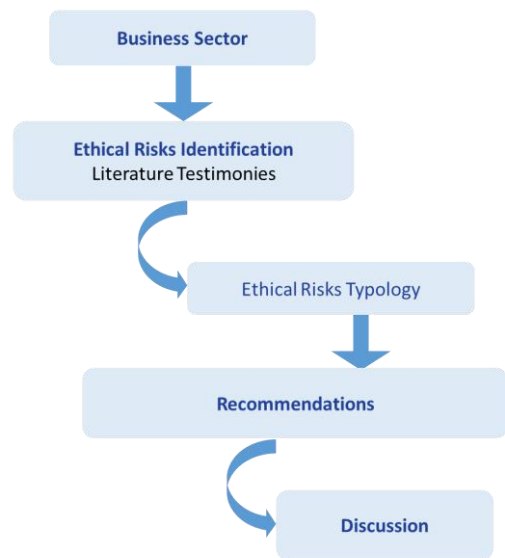 Business Sector
Ethical Risks Identification
Literature Testimonies
Ethical Risks Typology
Recommendations
Discussion